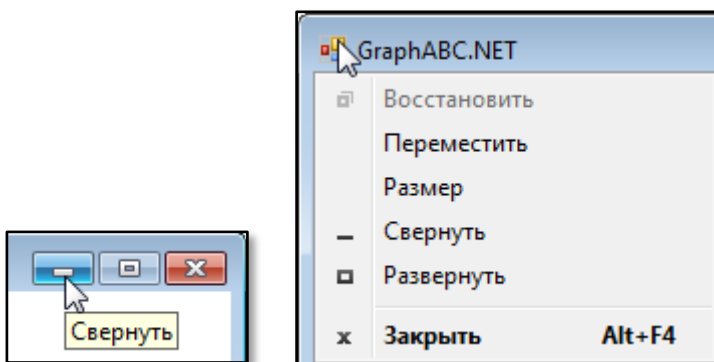 Свернуть
GraphABC.NET
Восстановить
Переместить
Размер
Свернуть
Развернуть
Закрыть Alt+F4